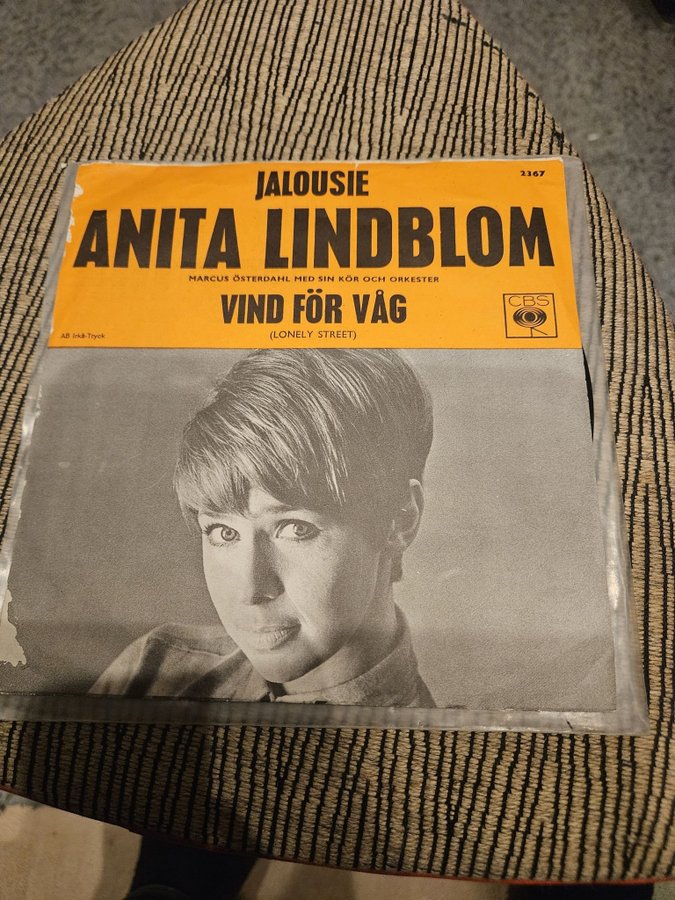 JALOUSIE
2367
ANITA LINDBLOM
MARCUS ÖSTERDAHL MED SIN KÖR OCH ORKESTER
VIND FÖR VÅG
(LONELY STREET)
CBS
AB Irkå-Tryck